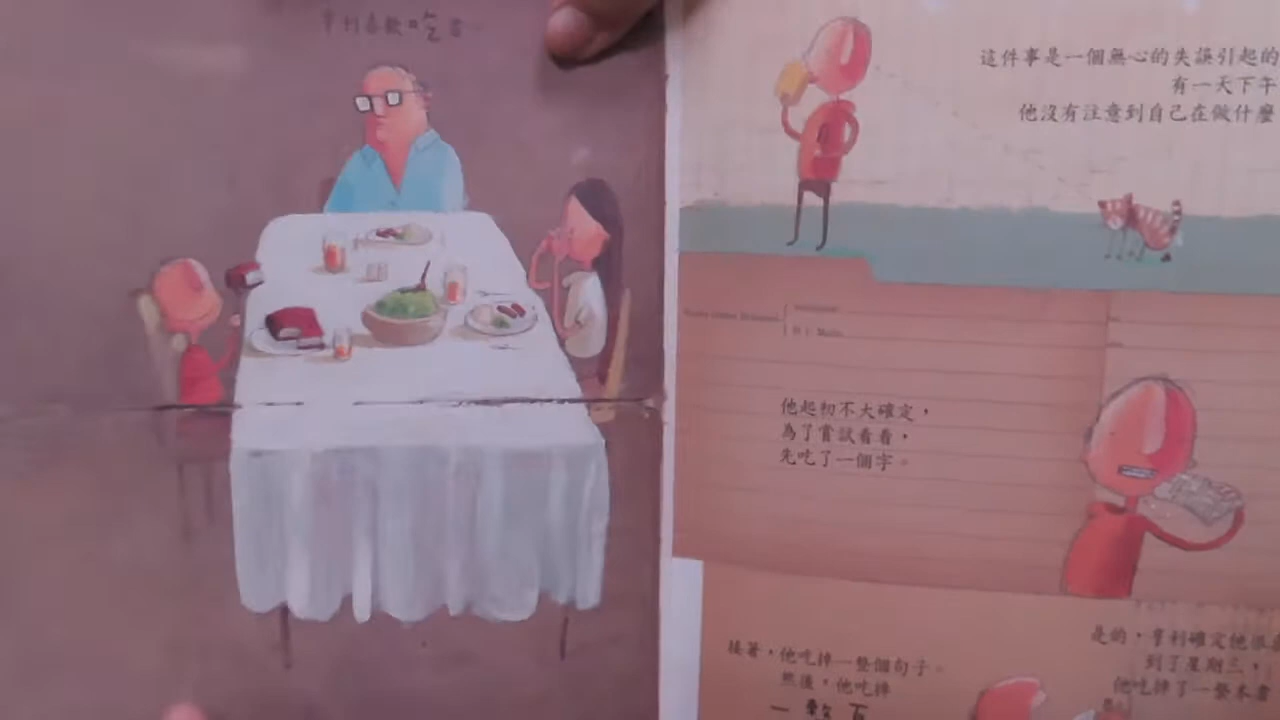 亨利喜歡吃書
這件事是一個無心的失誤引起的
有一天下午
他沒有注意到自己在做什麼
他起初不大確定，
為了嘗試看看，
先吃了一個字。
接著，他吃掉一整個句子。
然後，他吃掉
一整頁
是的，亨利確定他很
到了星期三，
他吃掉了一整本書